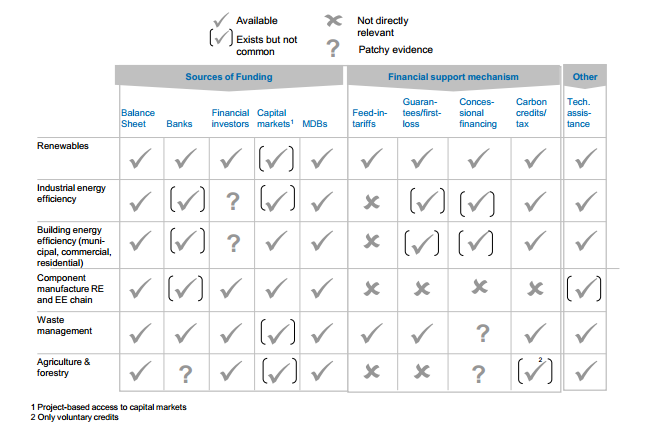 Available
Not directly
relevant
Exists but not
common
? Patchy evidence
Sources of Funding
Financial support mechanism
Other
Balance
Sheet
Banks
Financial
investors
Capital
markets1
MDBs
Feed-in-
tariffs
Guaran-
tees/first-
loss
Conces-
sional
financing
Carbon
credits/
tax
Tech.
assis-
tance
Renewables
Industrial energy
efficiency
?
Building energy
efficiency (muni-
cipal, commercial,
residential)
?
Component
manufacture RE
and EE chain
Waste
management
?
Agriculture &
forestry
?
?
2
1 Project-based access to capital markets
2 Only voluntary credits